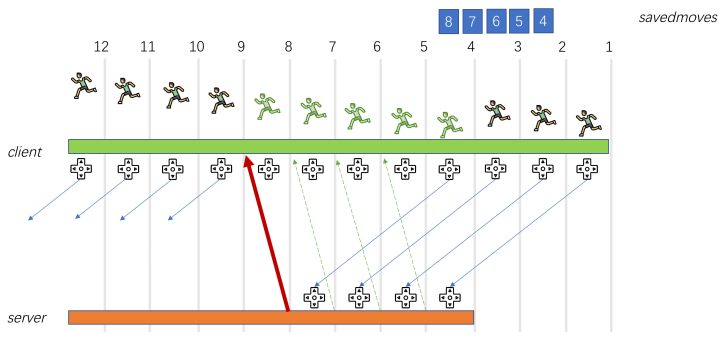 8 7 6 5 4 savedmoves
12 11 10 9 8 7 6 5 4 3 2 1
client
server